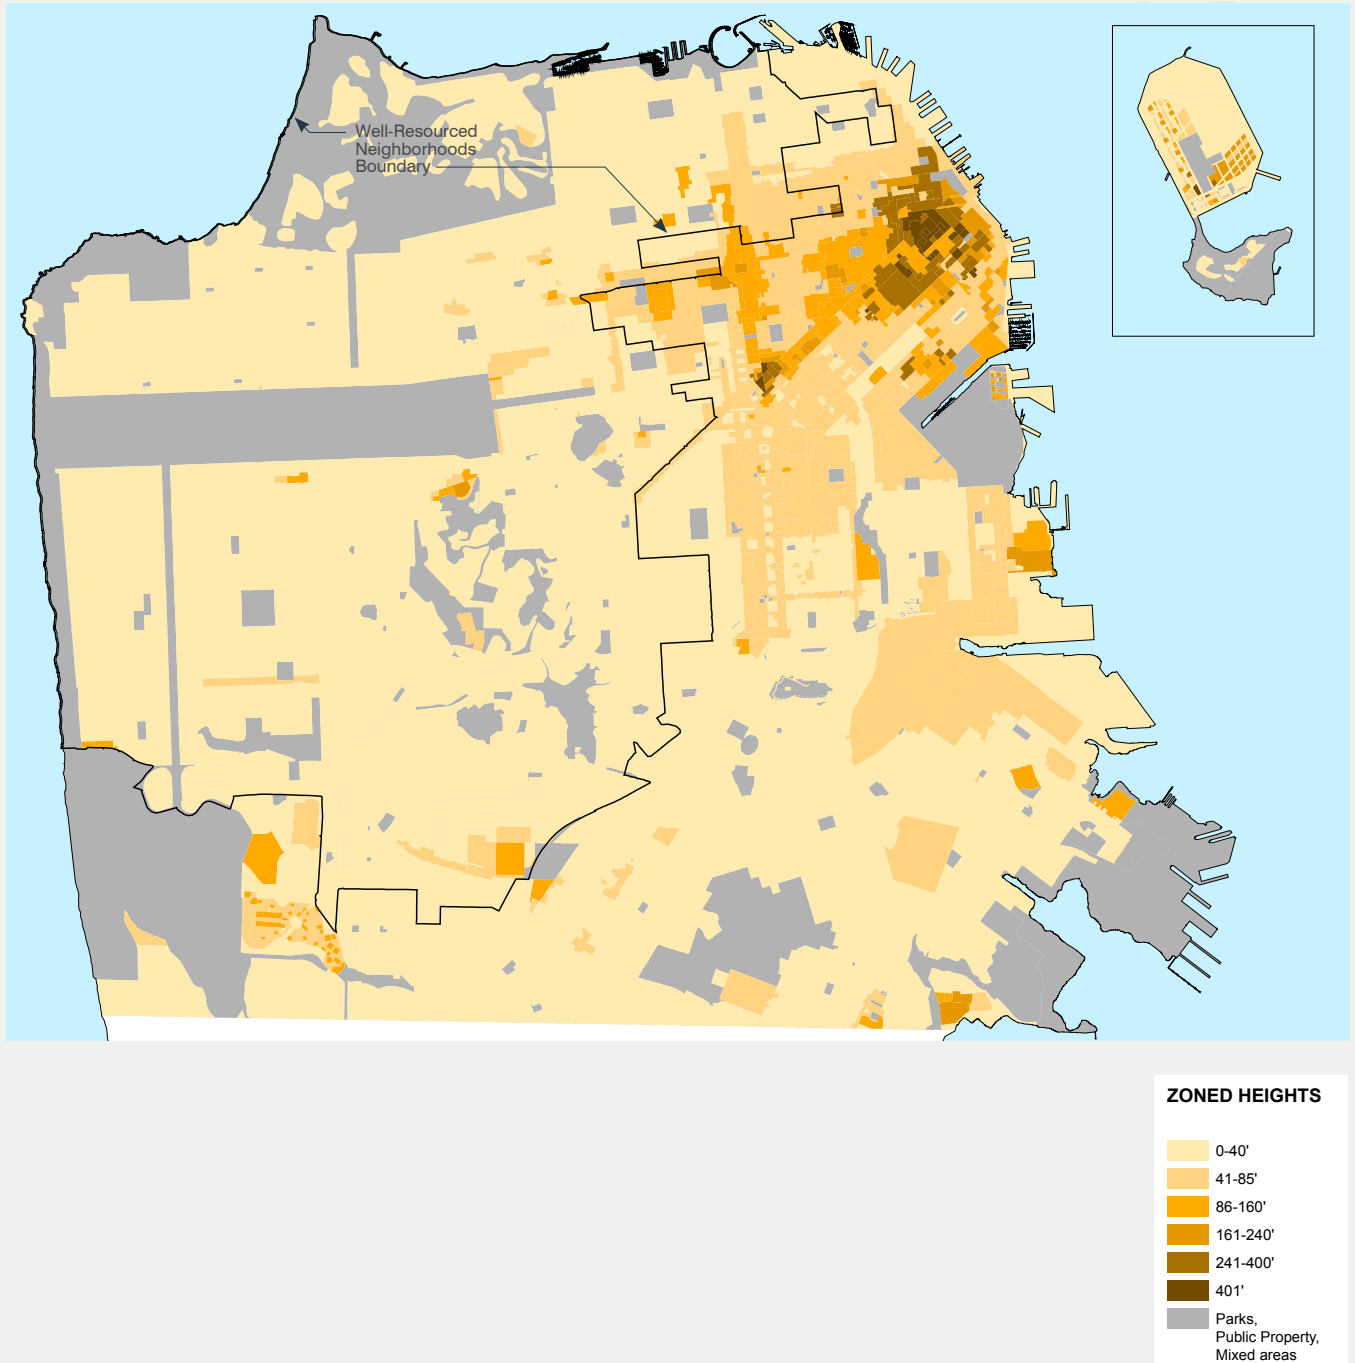 Well-Resourced
Neighborhoods
Boundary
ZONED HEIGHTS
0-40'
41-85'
86-160'
161-240'
241-400'
401'
Parks,
Public Property,
Mixed areas